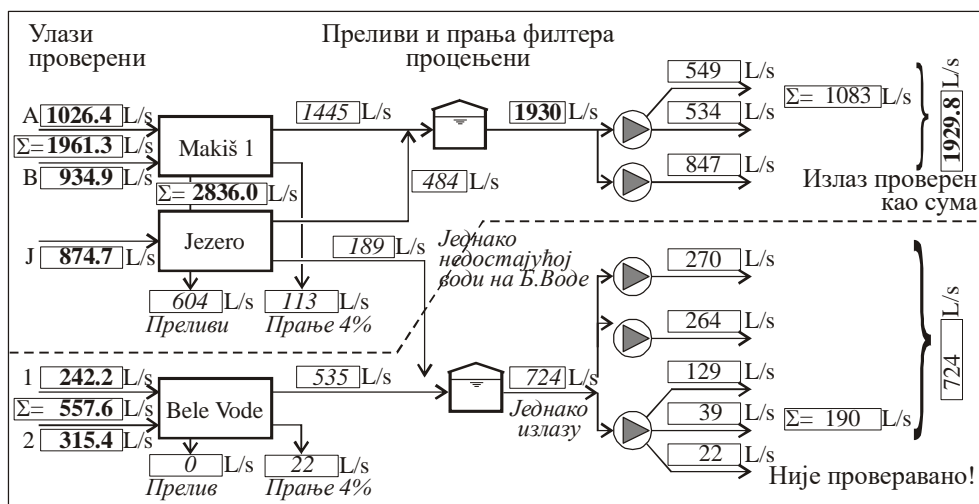 Улази
проверени
Преливи и прања филтера
процењени
A 1026.4 L/s
Σ= 1961.3 L/s
B 934.9 L/s
Makiš 1
Σ= 2836.0 L/s
J 874.7 L/s
Jezero
604 L/s
Преливи
113 L/s
Прање 4%
1445 L/s
484 L/s
189 L/s
1930 L/s
549 L/s
534 L/s
847 L/s
Σ= 1083 L/s
1929.8 L/s
Излаз проверен
као сума
Једнако
недостајућој
води на Б.Воде
1 242.2 L/s
Σ= 557.6 L/s
2 315.4 L/s
Bele Vode
0 L/s
Прелив
22 L/s
Прање 4%
535 L/s
724 L/s
Једнако
излазу
270 L/s
264 L/s
129 L/s
39 L/s
22 L/s
Σ= 190 L/s
724 L/s
Није проверавано!